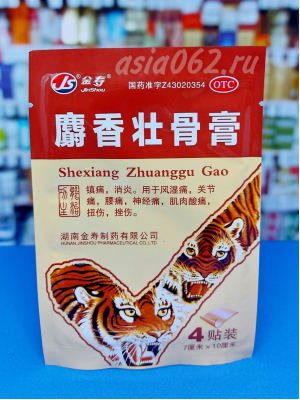 asia062.ru
JS 金寿
JinShou
国药准字Z43020354 OTC
麝香壮骨膏
Shexiang Zhuanggu Gao
镇痛，消炎。用于风湿痛，关节
痛，腰痛，神经痛，肌肉酸痛，
扭伤，挫伤。
湖南金寿制药有限公司
HUNAN JINSHOU PHARMACEUTICAL CO.,LTD.
4贴装
7厘米×10厘米